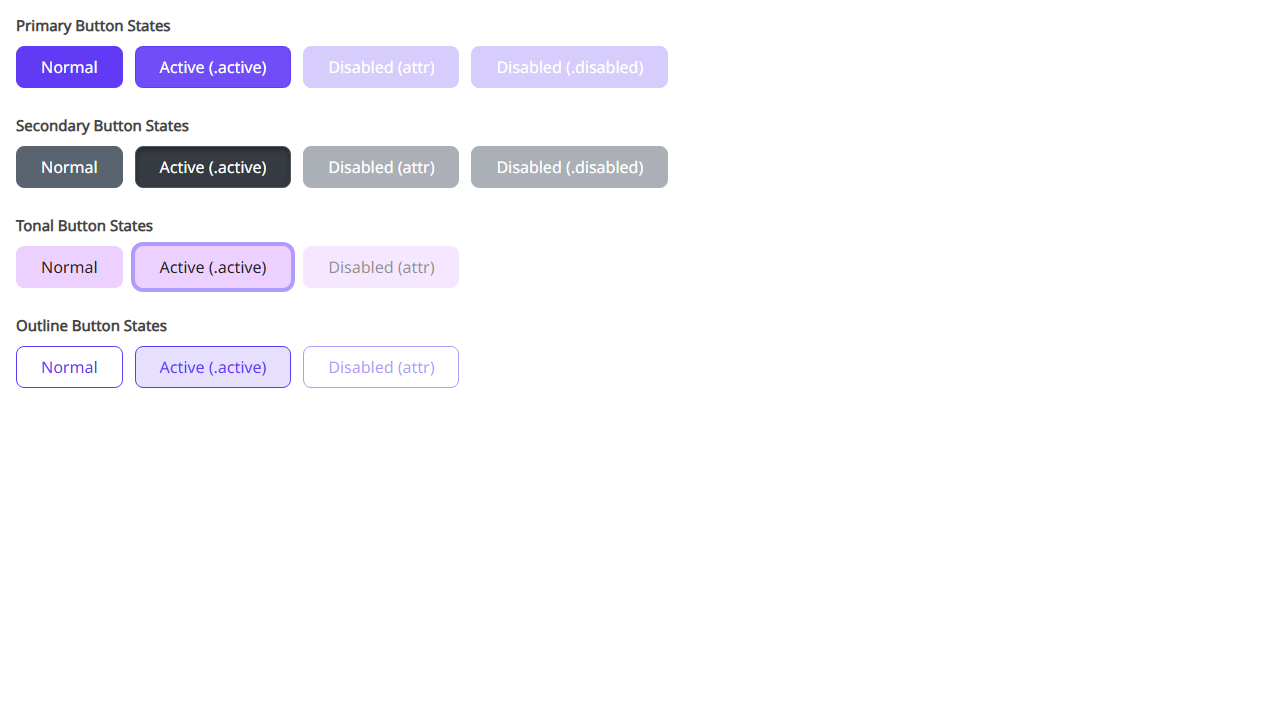 Primary Button States
Normal Active (.active) Disabled (attr) Disabled (.disabled)
Secondary Button States
Normal Active (.active) Disabled (attr) Disabled (.disabled)
Tonal Button States
Normal Active (.active) Disabled (attr)
Outline Button States
Normal Active (.active) Disabled (attr)